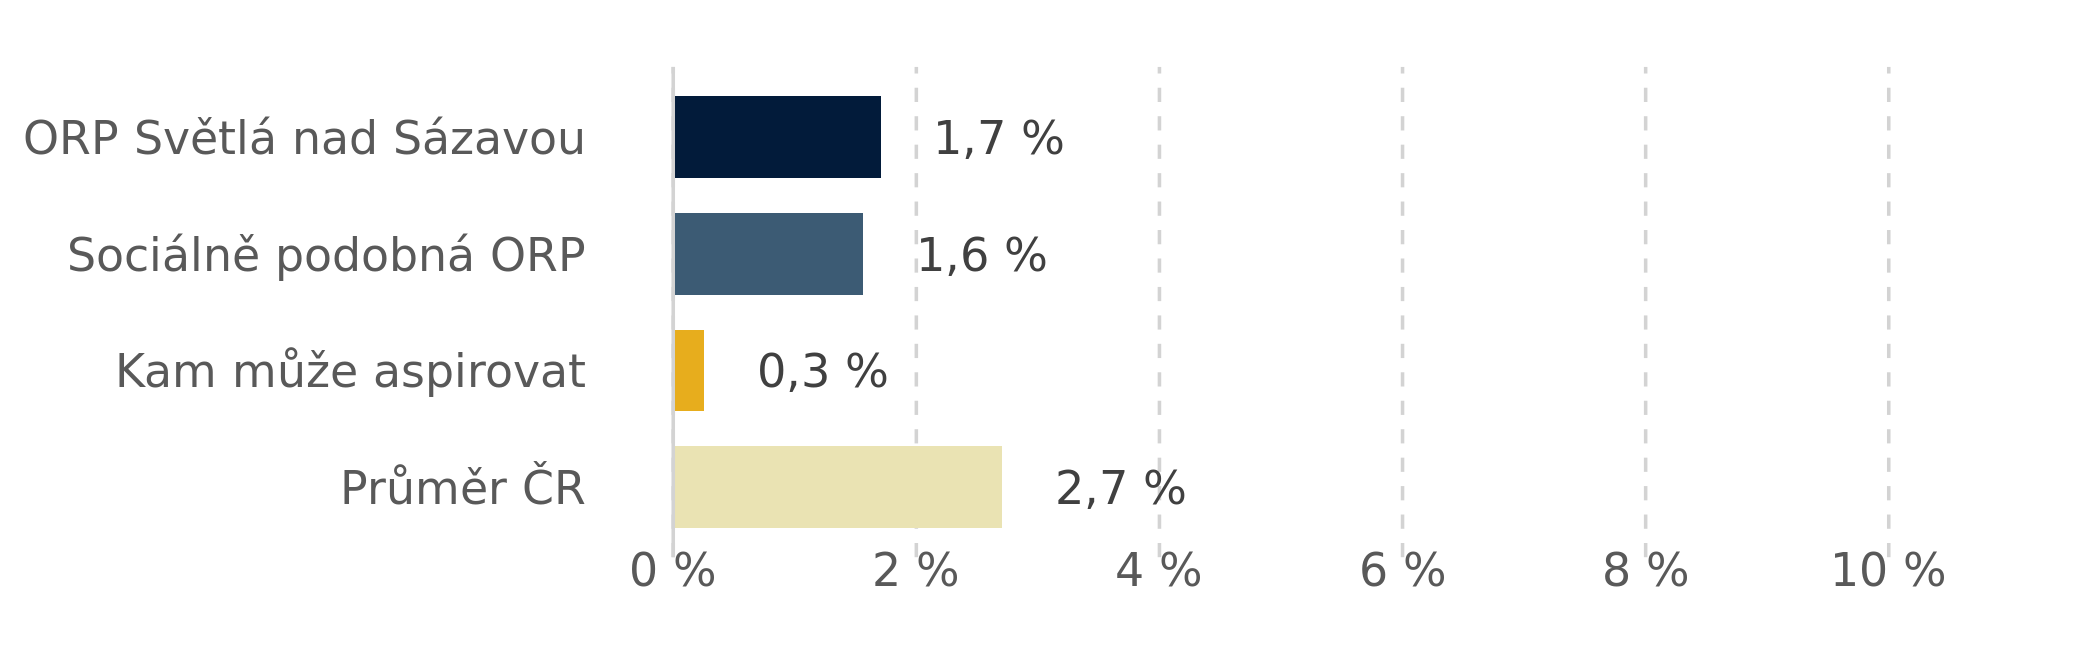 ORP Světlá nad Sázavou 1,7 %
Sociálně podobná ORP 1,6 %
Kam může aspirovat 0,3 %
Průměr ČR 2,7 %
0 % 2 % 4 % 6 % 8 % 10 %